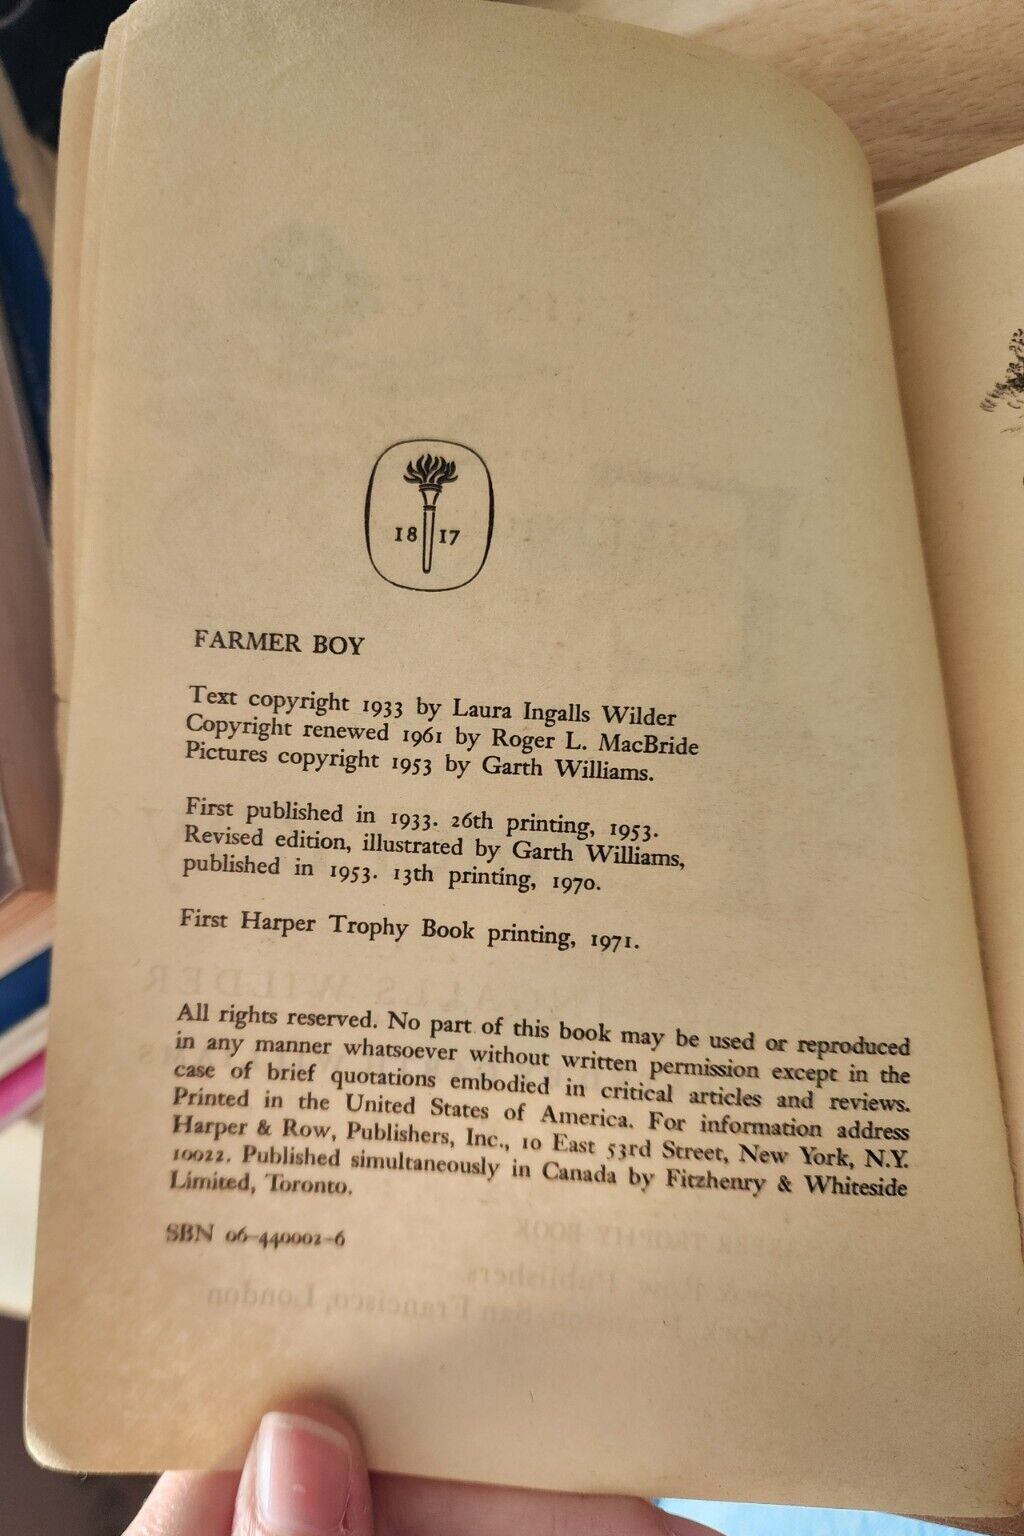 18 17
FARMER BOY
Text copyright 1933 by Laura Ingalls Wilder
Copyright renewed 1961 by Roger L. MacBride
Pictures copyright 1953 by Garth Williams.
First published in 1933. 26th printing, 1953.
Revised edition, illustrated by Garth Williams,
published in 1953. 13th printing, 1970.
First Harper Trophy Book printing, 1971.
All rights reserved. No part of this book may be used or reproduced
in any manner whatsoever without written permission except in the
case of brief quotations embodied in critical articles and reviews.
Printed in the United States of America. For information address
Harper & Row, Publishers, Inc., 10 East 53rd Street, New York, N.Y.
10022. Published simultaneously in Canada by Fitzhenry & Whiteside
Limited, Toronto.
SBN 06-440002-6